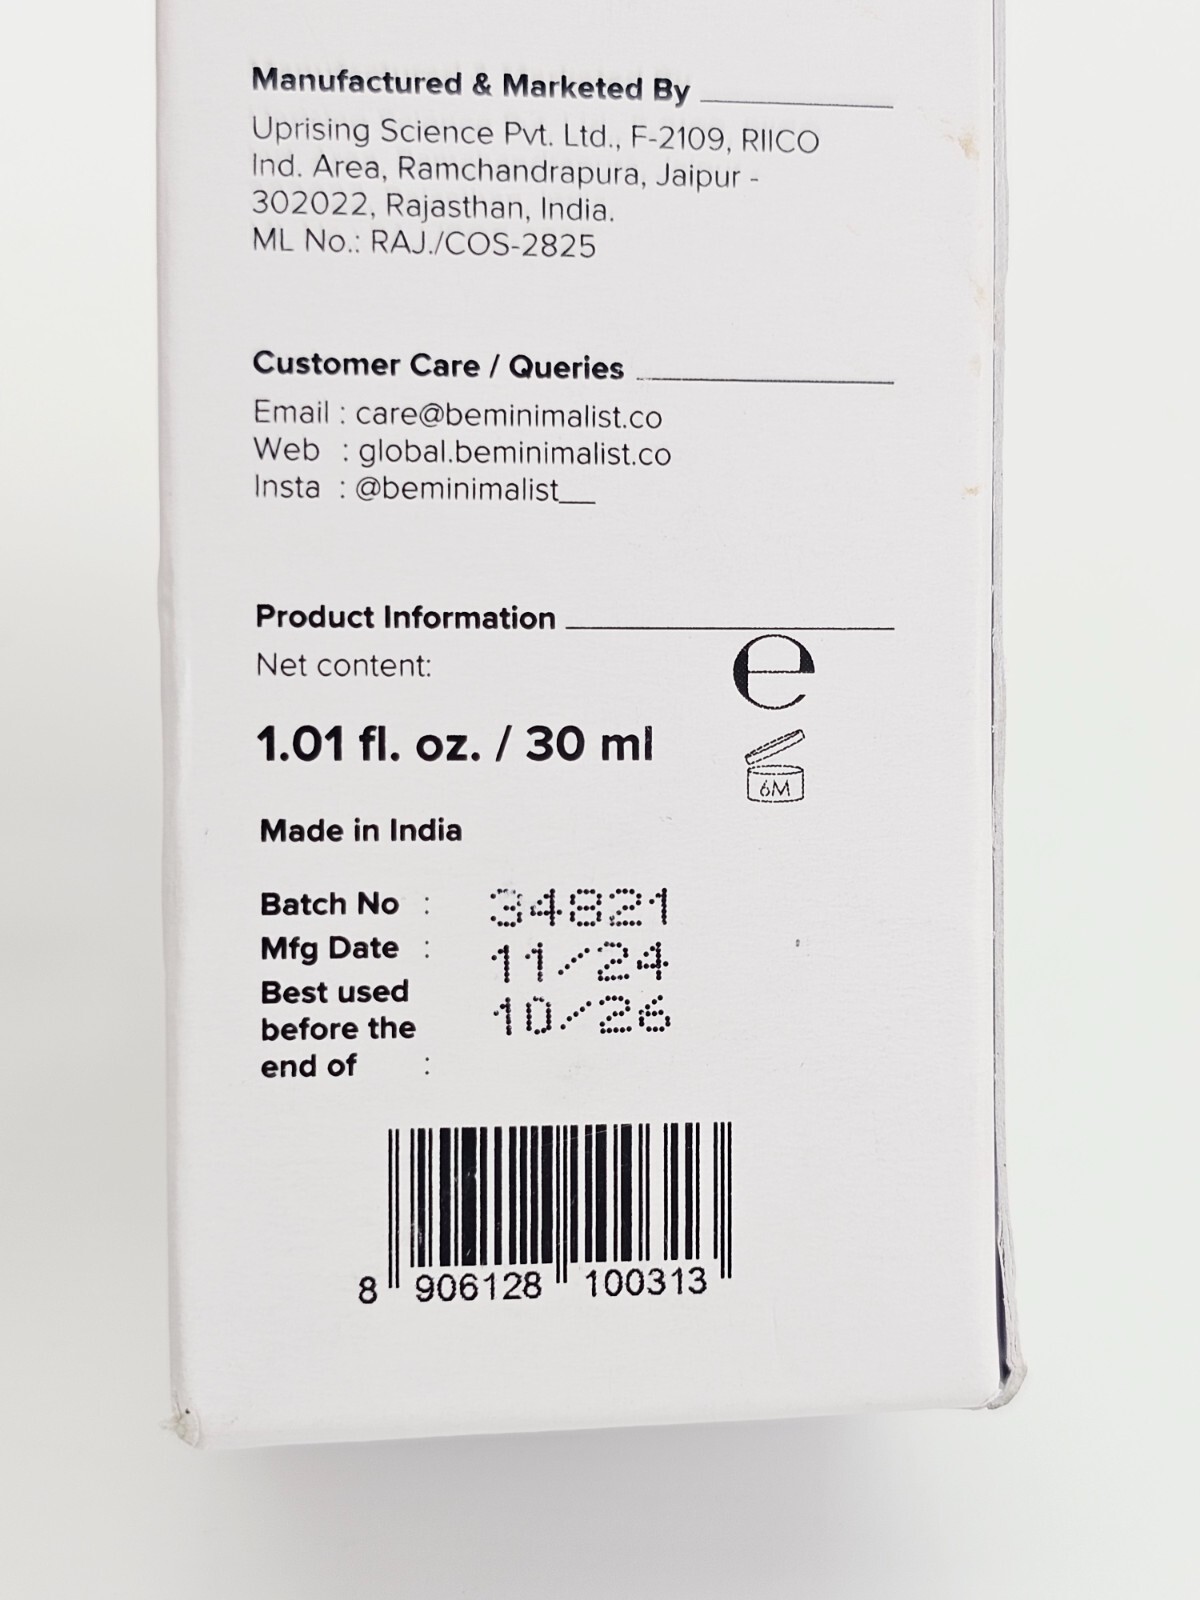 Manufactured & Marketed By
Uprising Science Pvt. Ltd., F-2109, RIICO
Ind. Area, Ramchandrapura, Jaipur -
302022, Rajasthan, India.
ML No.: RAJ./COS-2825
Customer Care / Queries
Email : care@beminimalist.co
Web : global.beminimalist.co
Insta : @beminimalist__
Product Information
Net content:
e
1.01 fl. oz. / 30 ml
6M
Made in India
Batch No : 34821
Mfg Date : 11/24
Best used 10/26
before the
end of :
8 906128 100313